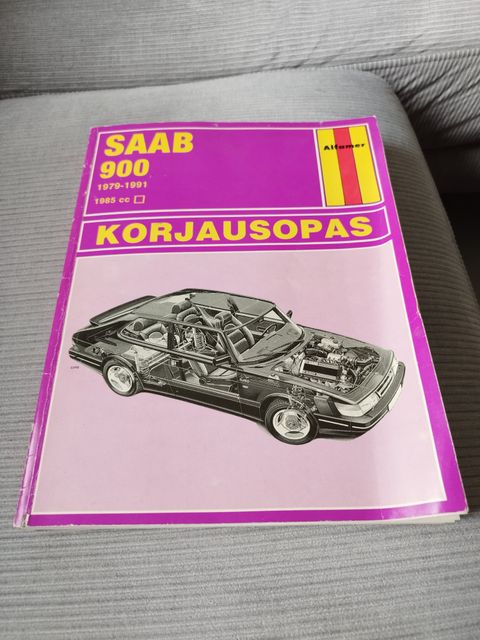 SAAB
900
1979-1991
1985 cc
Alfamer
KORJAUSOPAS